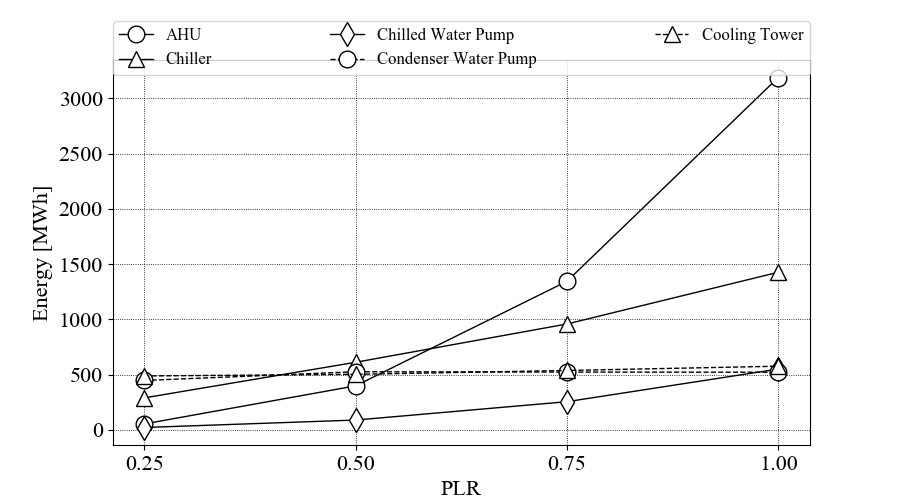 AHU
Chiller
Chilled Water Pump
Condenser Water Pump
Cooling Tower
3000
2500
2000
1500
1000
500
0
Energy [MWh]
0.25 0.50 0.75 1.00
PLR